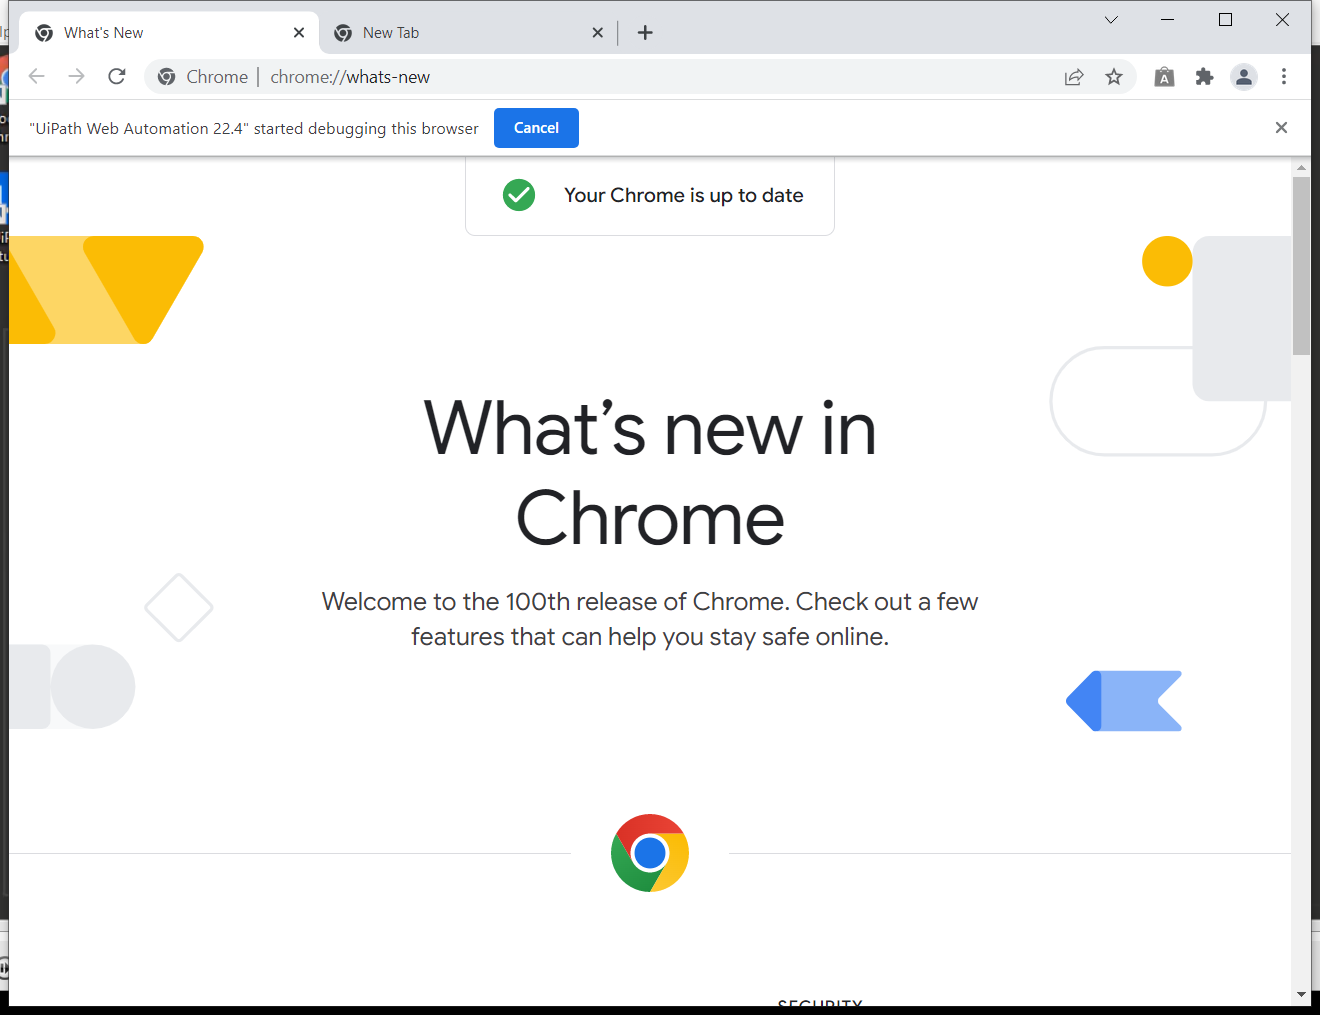 What's New
New Tab
Chrome
chrome://whats-new
"UiPath Web Automation 22.4" started debugging this browser
Cancel
Your Chrome is up to date
What's new in
Chrome
Welcome to the 100th release of Chrome. Check out a few
features that can help you stay safe online.
SECURITY